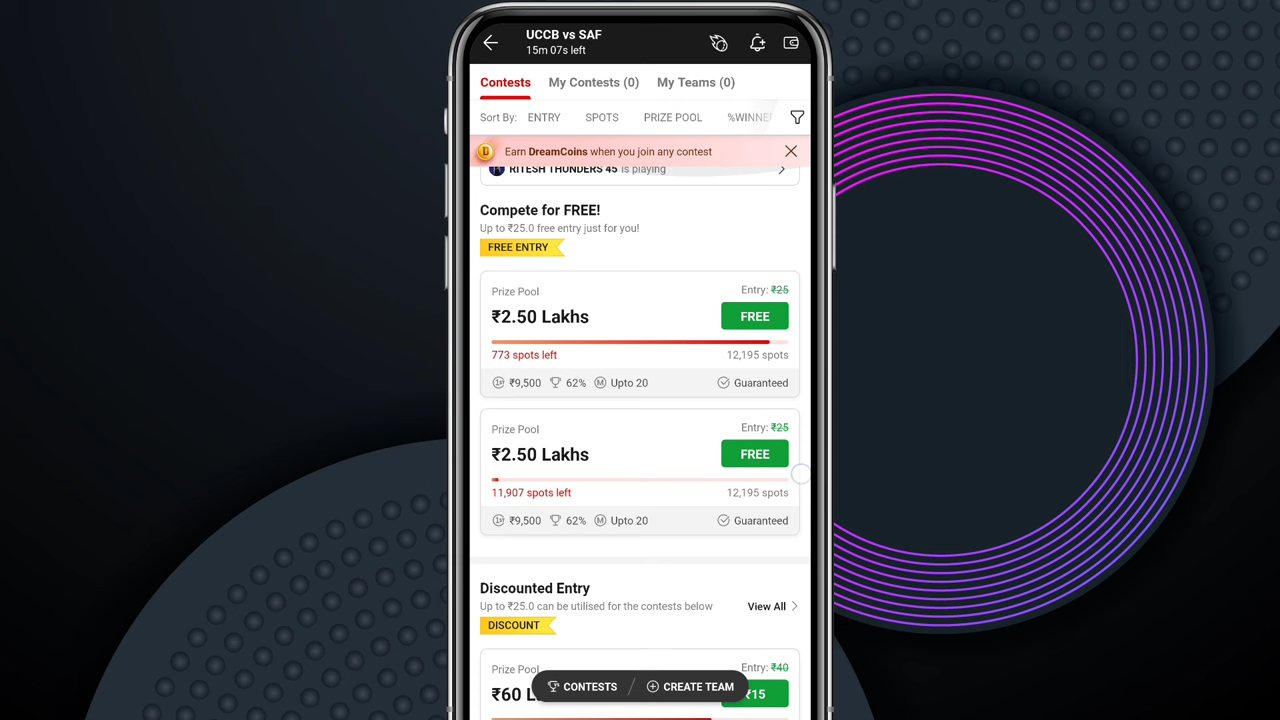 UCCB vs SAF
15m 07s left
Contests My Contests (0) My Teams (0)
Sort By: ENTRY SPOTS PRIZE POOL
Earn DreamCoins when you join any contest
RITESH THUNDERS 45 is playing
Compete for FREE!
Up to ₹25.0 free entry just for you!
FREE ENTRY
Prize Pool Entry: ₹25
₹2.50 Lakhs FREE
773 spots left 12,195 spots
1st ₹9,500 62% M Upto 20 Guaranteed
Prize Pool Entry: ₹25
₹2.50 Lakhs FREE
11,907 spots left 12,195 spots
1st ₹9,500 62% M Upto 20 Guaranteed
Discounted Entry
Up to ₹25.0 can be utilised for the contests below View All
DISCOUNT
Prize Pool Entry: ₹40
₹60 ₹15
CONTESTS / CREATE TEAM